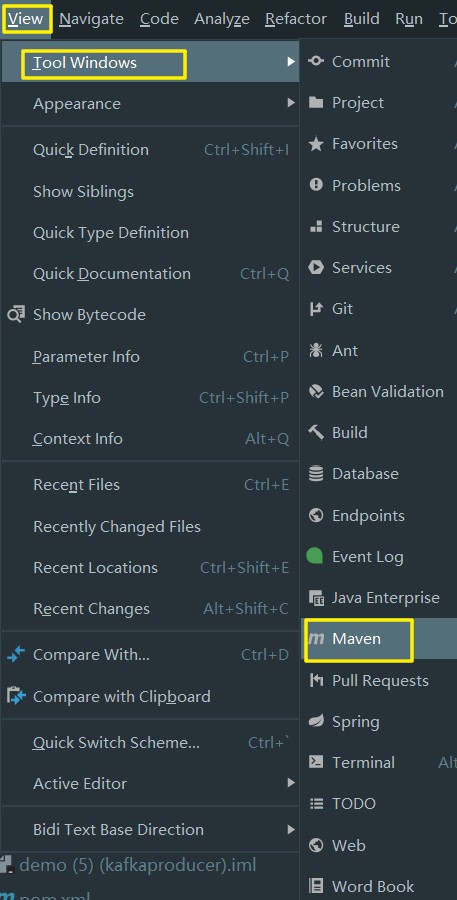 View Navigate Code Analyze Refactor Build Run To
Tool Windows
Appearance
Quick Definition Ctrl+Shift+I
Show Siblings
Quick Type Definition
Quick Documentation Ctrl+Q
Show Bytecode
Parameter Info Ctrl+P
Type Info Ctrl+Shift+P
Context Info Alt+Q
Recent Files Ctrl+E
Recently Changed Files
Recent Locations Ctrl+Shift+E
Recent Changes Alt+Shift+C
Compare With... Ctrl+D
Compare with Clipboard
Quick Switch Scheme... Ctrl+`
Active Editor
Bidi Text Base Direction
demo (5) (kafkaproducer).iml
pom.xml
Commit
Project
Favorites
Problems
Structure
Services
Git
Ant
Bean Validation
Build
Database
Endpoints
Event Log
Java Enterprise
Maven
Pull Requests
Spring
Terminal Alt
TODO
Web
Word Book